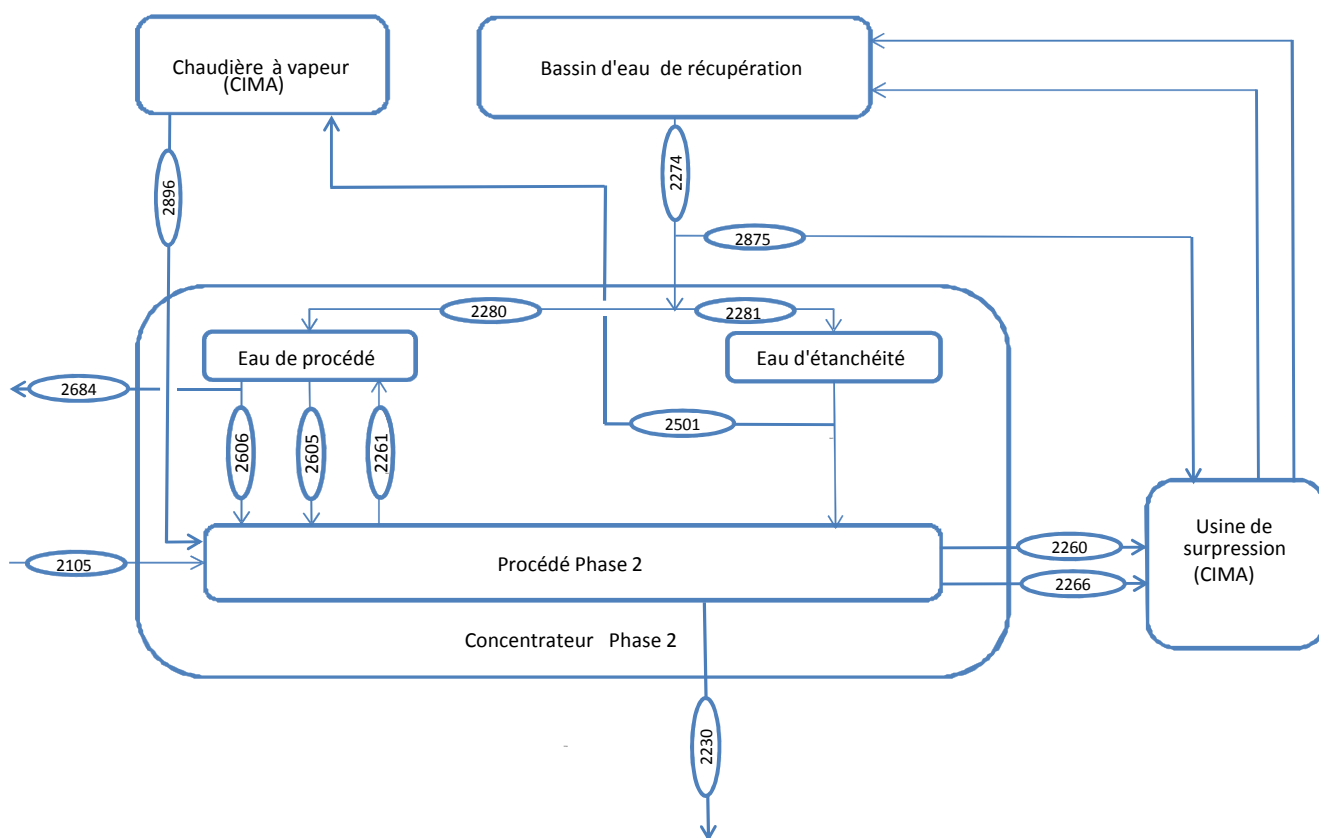 Chaudière à vapeur
(CIMA)
Bassin d'eau de récupération
2896
2274
2875
2280
2281
Eau de procédé
Eau d'étanchéité
2684
2606
2605
2261
2501
2105
Procédé Phase 2
2260
2266
Usine de
surpression
(CIMA)
Concentrateur Phase 2
2230